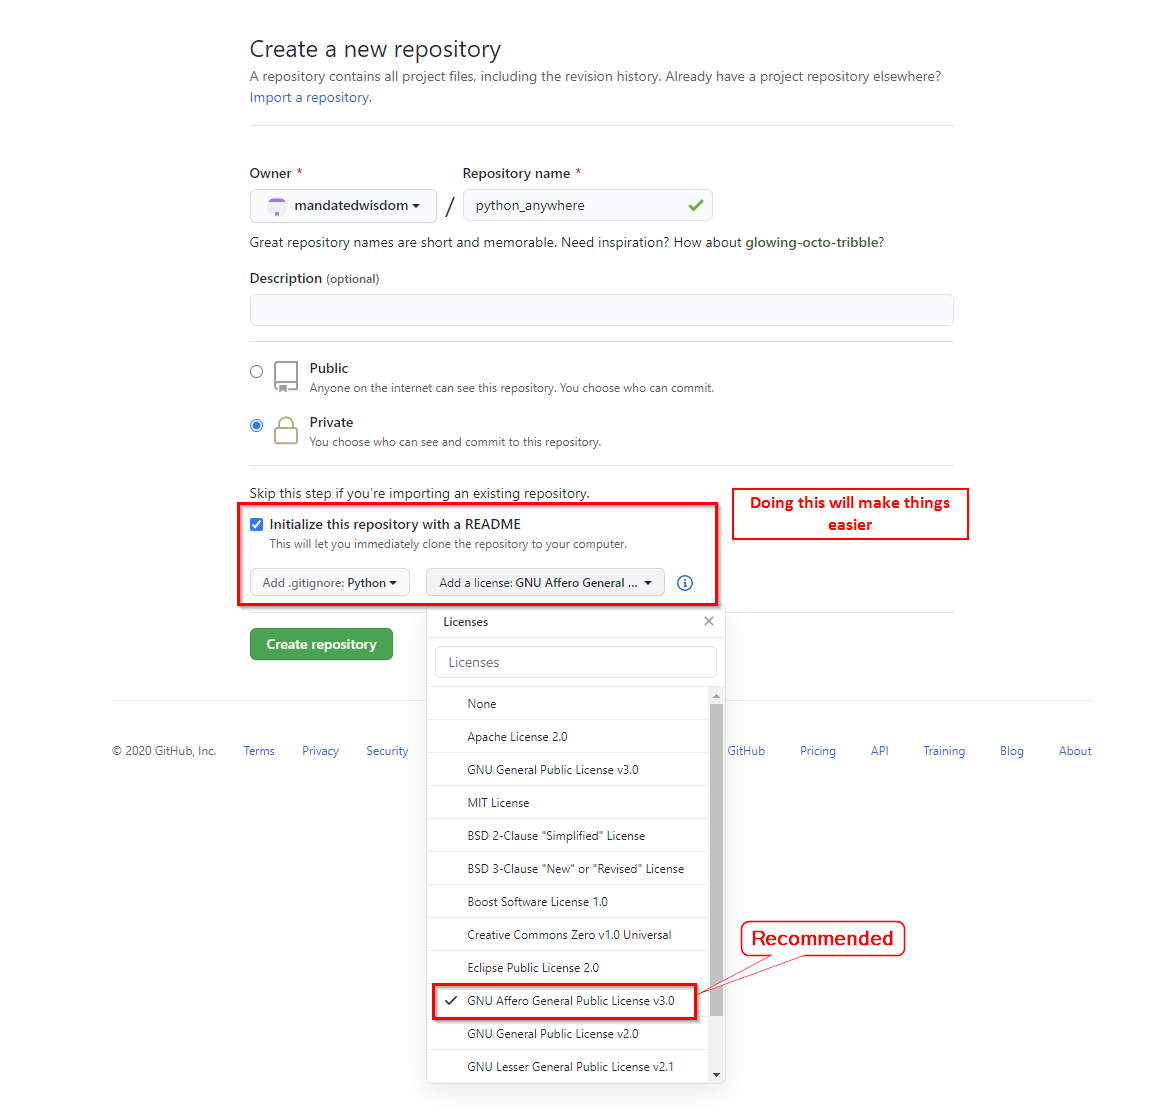 Create a new repository
A repository contains all project files, including the revision history. Already have a project repository elsewhere?
Import a repository.
Owner *
Repository name *
mandatedwisdom
/
python_anywhere
Great repository names are short and memorable. Need inspiration? How about glowing-octo-tribble?
Description (optional)
Public
Anyone on the internet can see this repository. You choose who can commit.
Private
You choose who can see and commit to this repository.
Skip this step if you're importing an existing repository.
Doing this will make things
easier
Initialize this repository with a README
This will let you immediately clone the repository to your computer.
Add .gitignore: Python
Add a license: GNU Affero General ...
Licenses
Create repository
Licenses
None
Apache License 2.0
© 2020 GitHub, Inc. Terms Privacy Security GitHub Pricing API Training Blog About
GNU General Public License v3.0
MIT License
BSD 2-Clause "Simplified" License
BSD 3-Clause "New" or "Revised" License
Boost Software License 1.0
Creative Commons Zero v1.0 Universal
Recommended
Eclipse Public License 2.0
GNU Affero General Public License v3.0
GNU General Public License v2.0
GNU Lesser General Public License v2.1